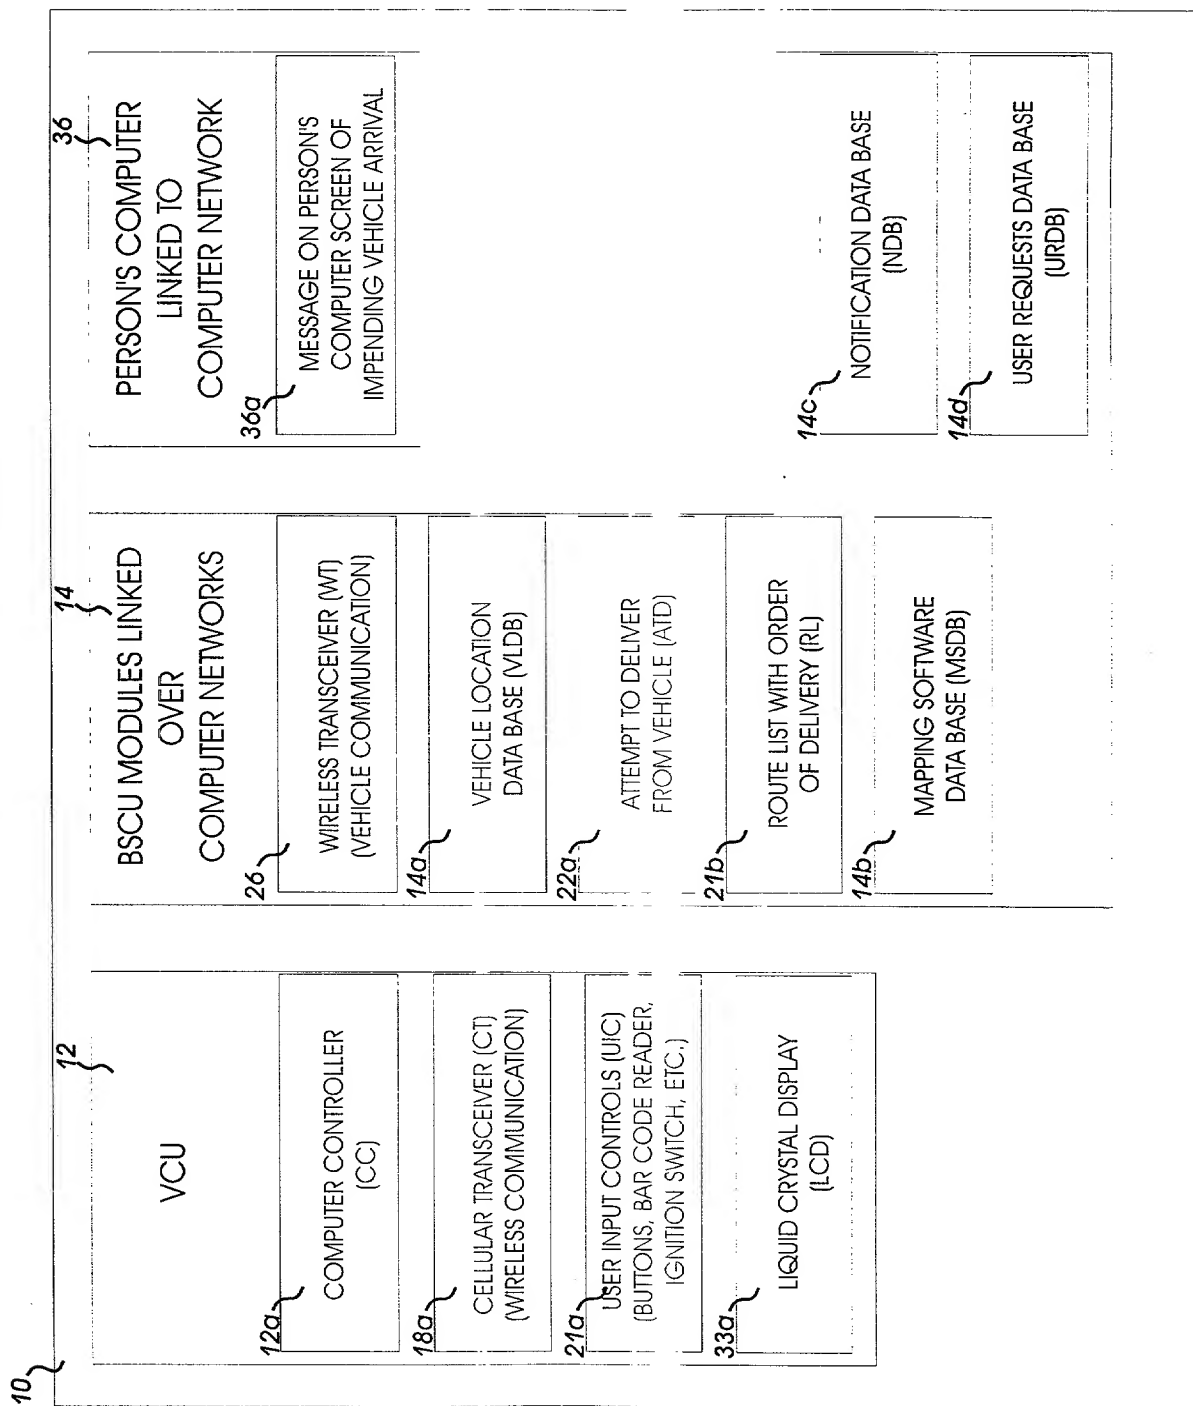 10
12
VCU
12a
COMPUTER CONTROLLER
(CC)
18a
CELLULAR TRANSCEIVER (CT)
(WIRELESS COMMUNICATION)
21a
USER INPUT CONTROLS (UIC)
(BUTTONS, BAR CODE READER,
IGNITION SWITCH, ETC.)
33a
LIQUID CRYSTAL DISPLAY
(LCD)
14
BSCU MODULES LINKED
OVER
COMPUTER NETWORKS
26
WIRELESS TRANSCEIVER (WT)
(VEHICLE COMMUNICATION)
14a
VEHICLE LOCATION
DATA BASE (VLDB)
22a
ATTEMPT TO DELIVER
FROM VEHICLE (ATD)
21b
ROUTE LIST WITH ORDER
OF DELIVERY (RL)
14b
MAPPING SOFTWARE
DATA BASE (MSDB)
36
PERSON'S COMPUTER
LINKED TO
COMPUTER NETWORK
36a
MESSAGE ON PERSON'S
COMPUTER SCREEN OF
IMPENDING VEHICLE ARRIVAL
14c
NOTIFICATION DATA BASE
(NDB)
14d
USER REQUESTS DATA BASE
(URDB)